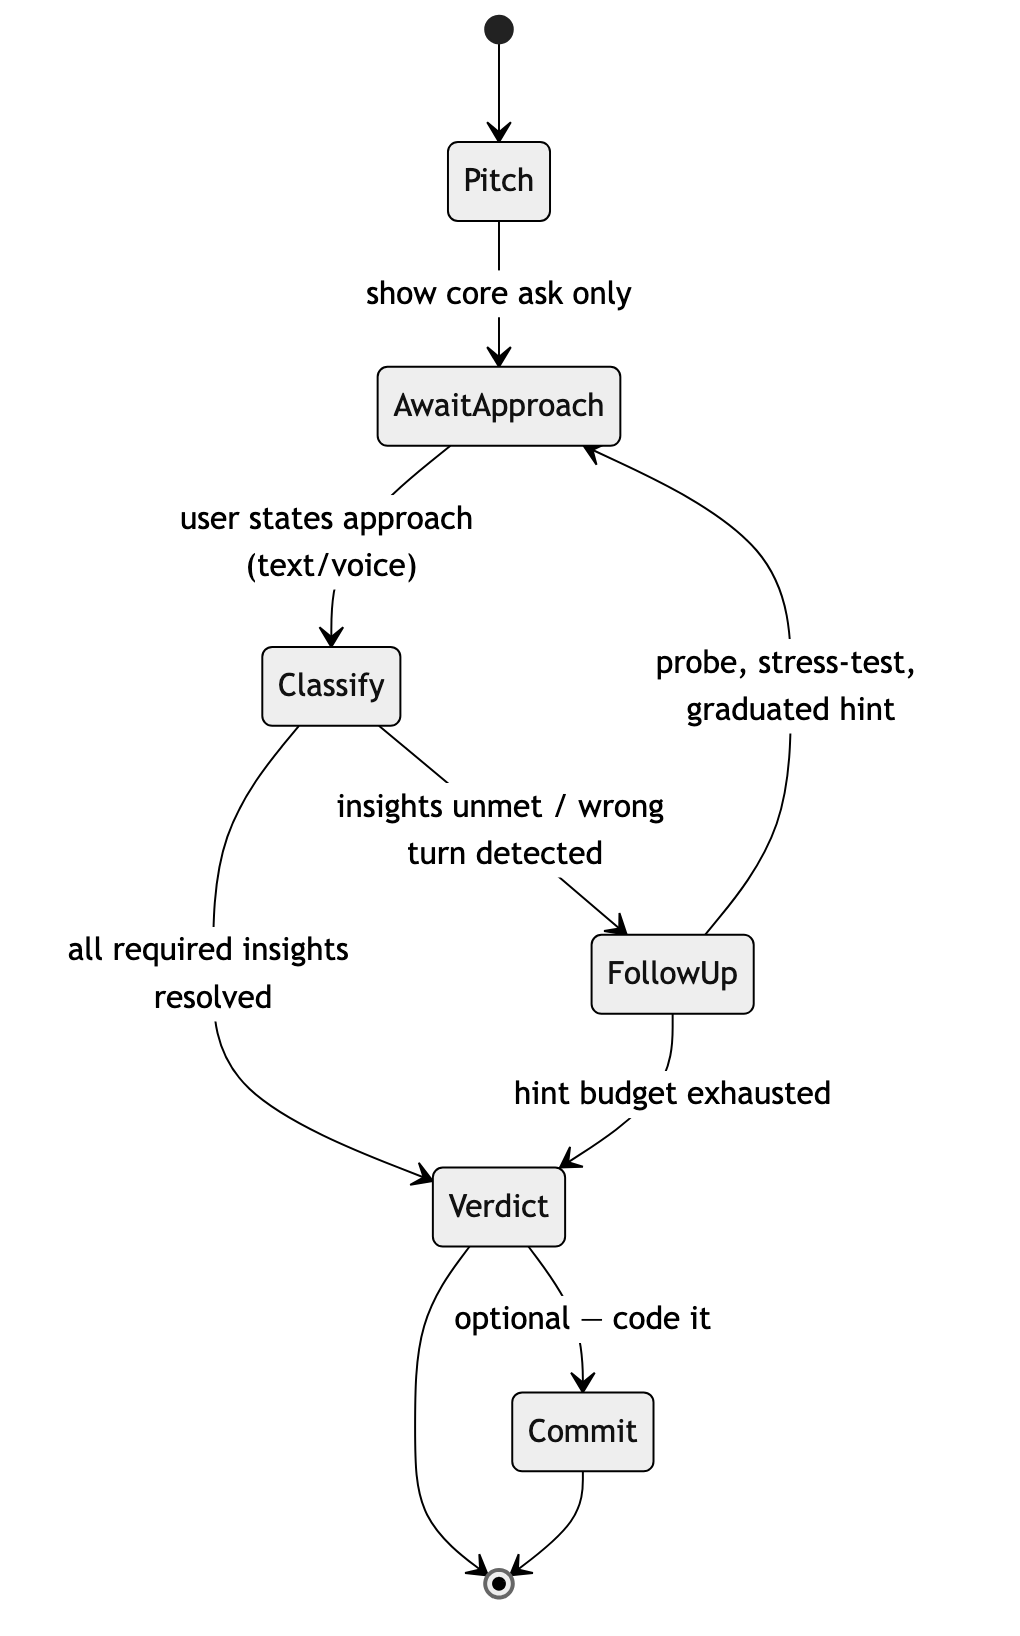 Pitch
show core ask only
AwaitApproach
user states approach
(text/voice)
Classify
probe, stress-test,
graduated hint
insights unmet / wrong
turn detected
all required insights
resolved
FollowUp
hint budget exhausted
Verdict
optional — code it
Commit